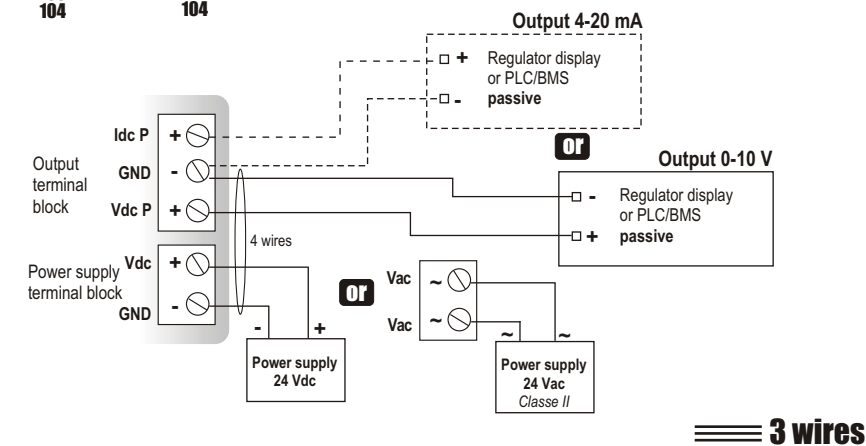 104
104
Output 4-20 mA
+ Regulator display
or PLC/BMS
- passive
or
Output 0-10 V
- Regulator display
or PLC/BMS
+ passive
Output
terminal
block
Idc P +
GND -
Vdc P +
4 wires
Power supply
terminal block
Vdc +
GND -
- +
Power supply
24 Vdc
or
Vac ~
Vac ~
~ ~
Power supply
24 Vac
Classe II
3 wires